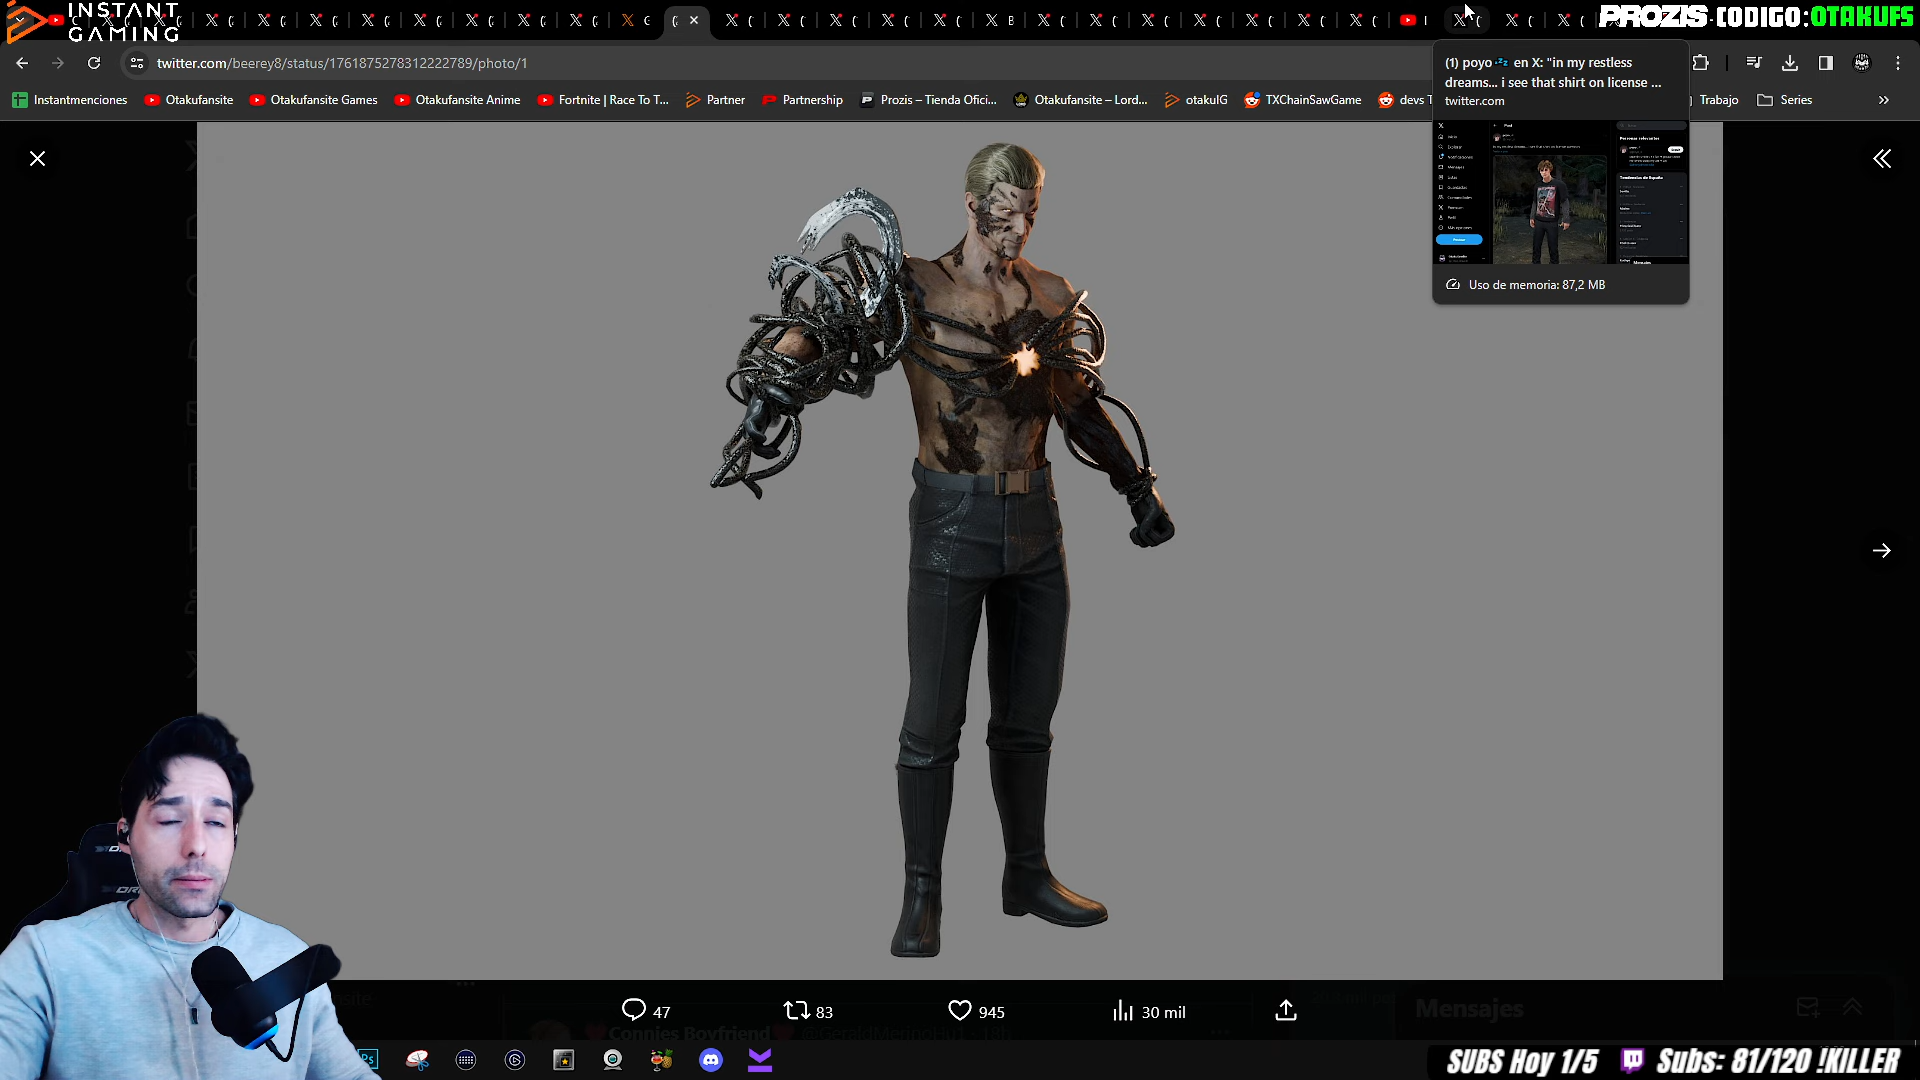 INSTANT
GAMING
PROZIS CODIGO:OTAKUFS
twitter.com/beerey8/status/1761875278312222789/photo/1
(1) poyo💤 en X: "in my restless
dreams... i see that shirt on license ...
twitter.com
Uso de memoria: 87,2 MB
Instantmenciones
Otakufansite
Otakufansite Games
Otakufansite Anime
Fortnite | Race To T...
Partner
Partnership
Prozis – Tienda Ofici...
Otakufansite – Lord...
otakuIG
TXChainSawGame
devs T
Trabajo
Series
47
83
945
30 mil
Connies Boyfriend
Mensajes
SUBS Hoy 1/5
Subs: 81/120 !KILLER